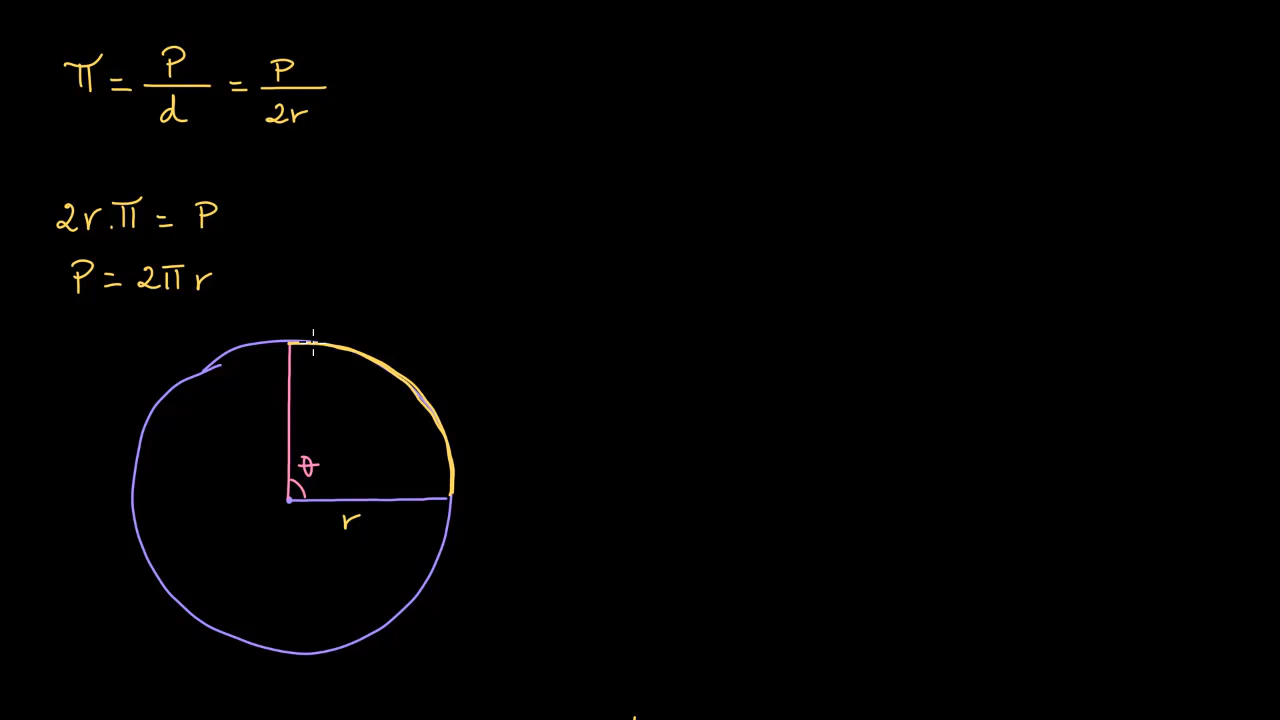 π = P/d = P/2r
2r.π = P
P = 2πr
θ
r